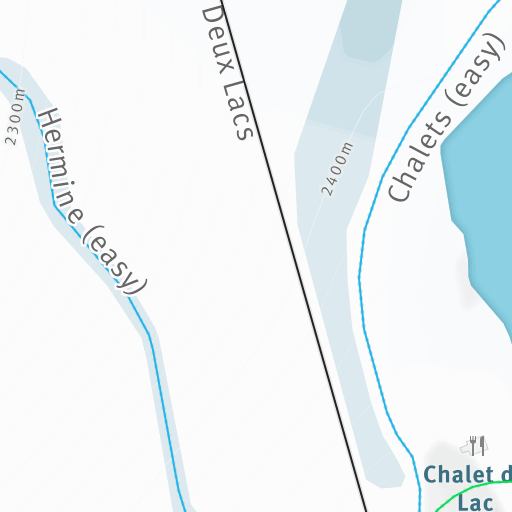 Deux Lacs
Chalets (easy)
2300m
Hermine (easy)
2400m
Chalet d
Lac